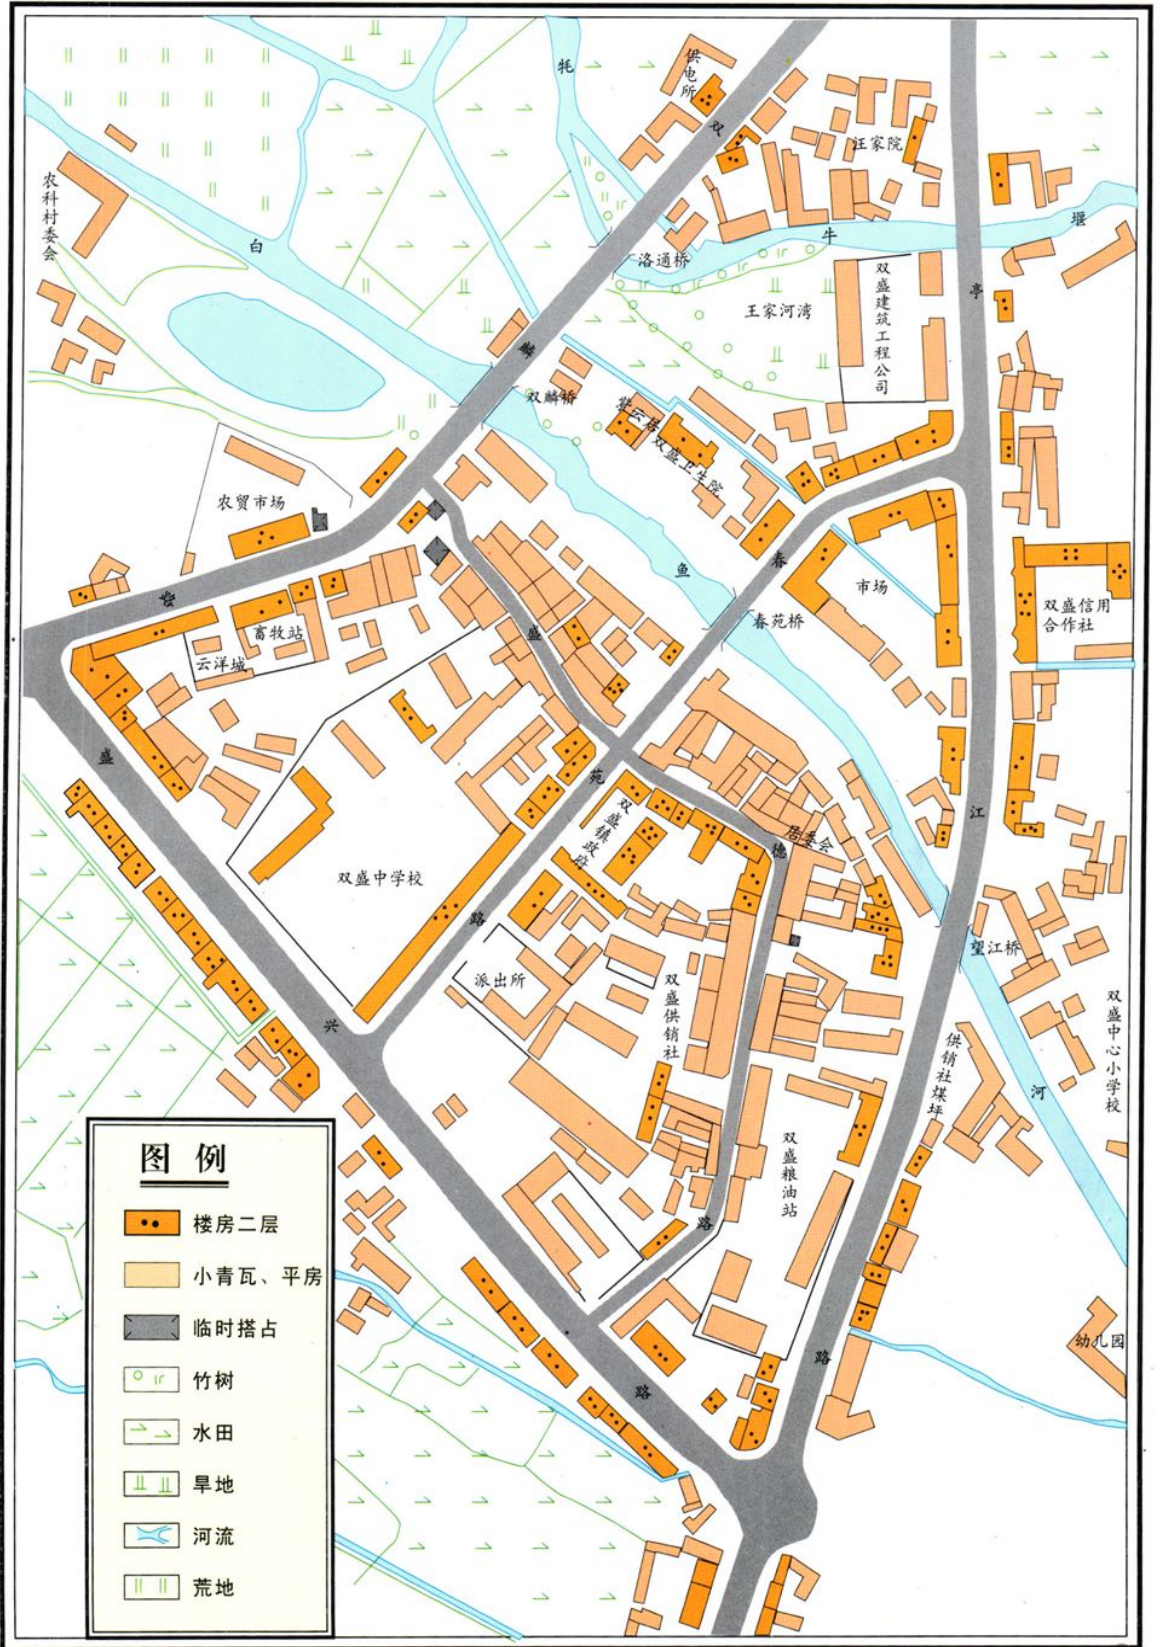 牦
供电所
双
汪家院
农科村委会
白
牛
堰
洛通桥
双盛建筑工程公司
亭
王家河湾
麟
双麟桥
紫云居
双盛卫生院
农贸市场
鱼
春
市场
路
双盛信用
合作社
春苑桥
盛
畜牧站
云洋城
盛
苑
双盛镇政府
居委会
德
江
双盛中学校
路
望江桥
派出所
双盛供销社
双盛中心小学校
兴
供销社煤坪
河
双盛粮油站
路
幼儿园
路
路
图例
楼房二层
小青瓦、平房
临时搭占
竹树
水田
旱地
河流
荒地